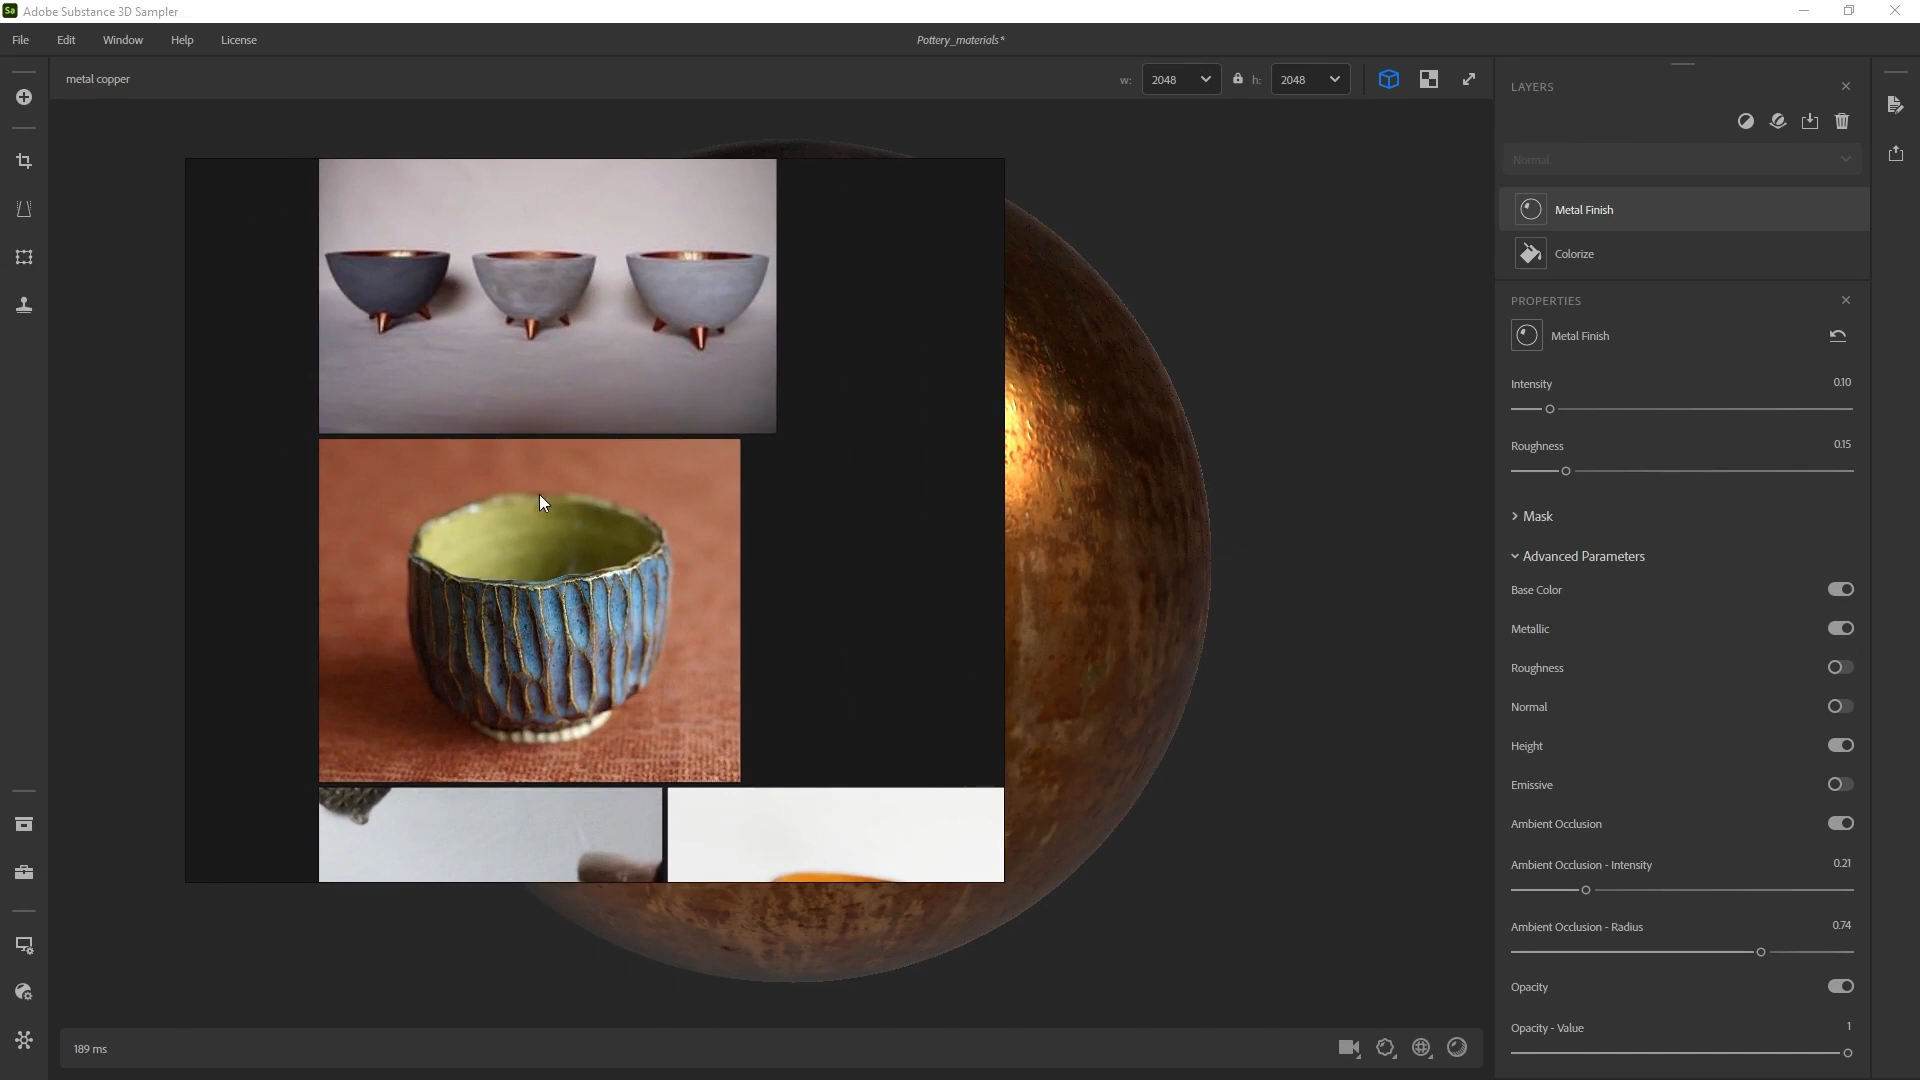 Sa Adobe Substance 3D Sampler
File Edit Window Help License Pottery_materials*
metal copper w: 2048 h: 2048
LAYERS
Normal
Metal Finish
Colorize
PROPERTIES
Metal Finish
Intensity 0.10
Roughness 0.15
Mask
Advanced Parameters
Base Color
Metallic
Roughness
Normal
Height
Emissive
Ambient Occlusion
Ambient Occlusion - Intensity 0.21
Ambient Occlusion - Radius 0.74
Opacity
Opacity - Value 1
189 ms